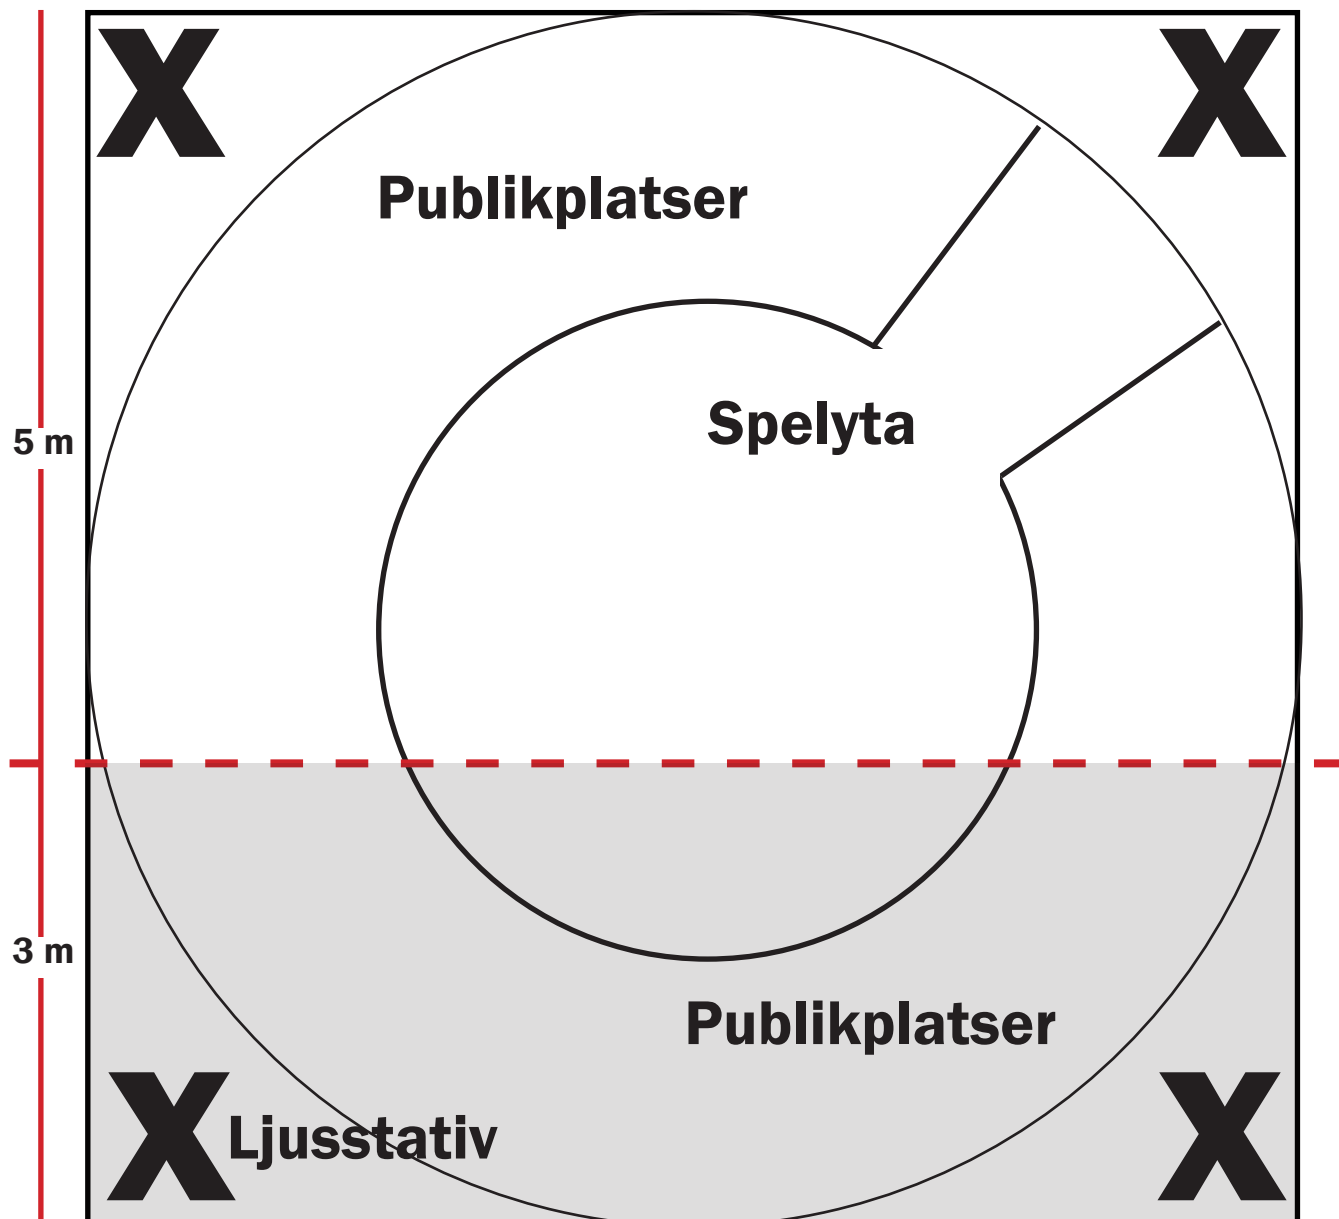 X
X
Publikplatser
Spelyta
5 m
3 m
Publikplatser
X
Ljusstativ
X